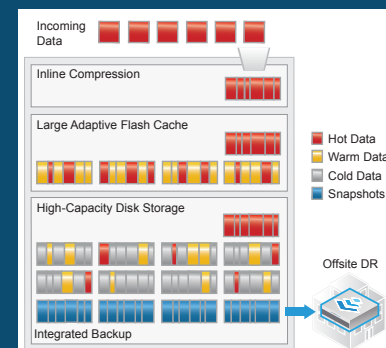 Incoming
Data
Inline Compression
Large Adaptive Flash Cache
Hot Data
Warm Data
Cold Data
Snapshots
High-Capacity Disk Storage
Offsite DR
Integrated Backup